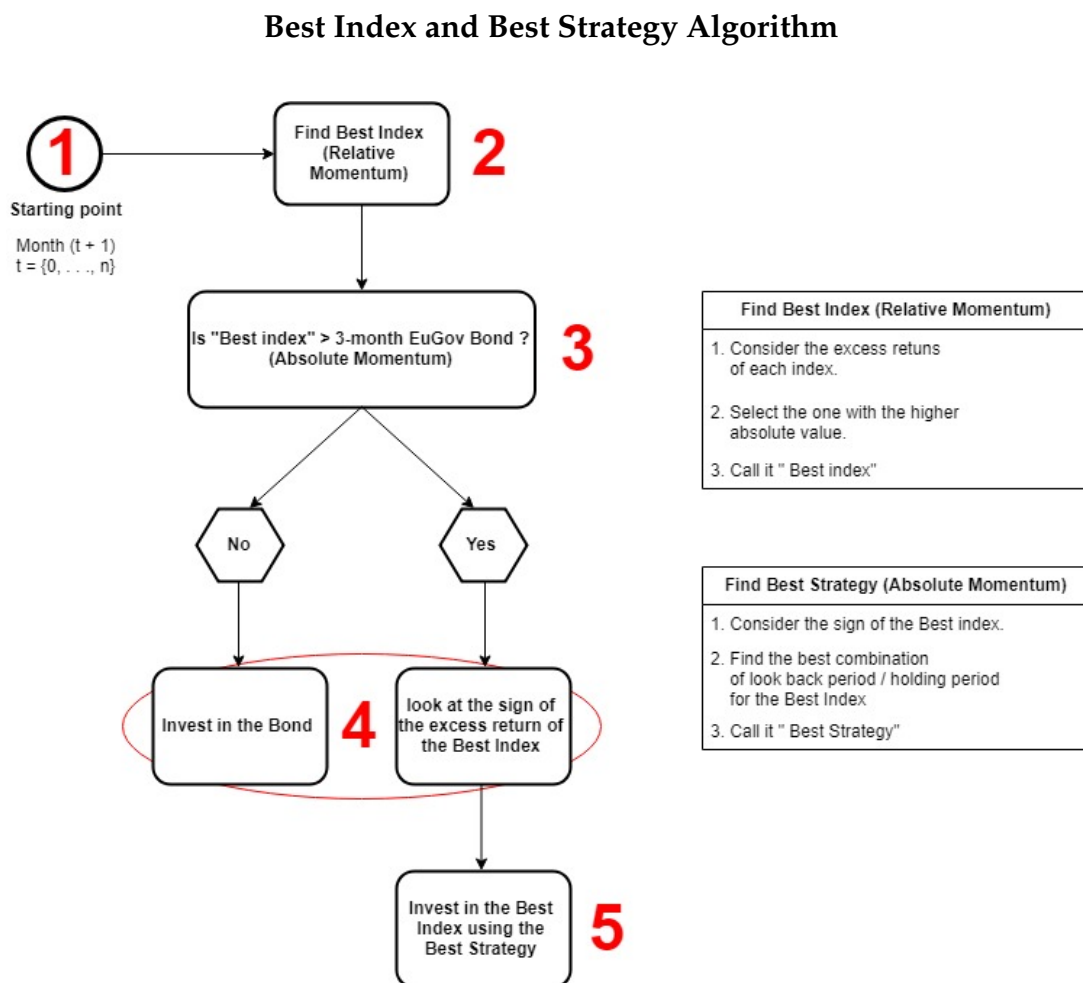 Best Index and Best Strategy Algorithm
1
Starting point
Month (t + 1)
t = {0, . . ., n}
Find Best Index
(Relative
Momentum)
2
Is "Best index" > 3-month EuGov Bond ?
(Absolute Momentum)
3
No
Yes
Invest in the Bond
4
look at the sign of
the excess return of
the Best Index
Invest in the Best
Index using the
Best Strategy
5
Find Best Index (Relative Momentum)
1. Consider the excess retuns
of each index.
2. Select the one with the higher
absolute value.
3. Call it " Best index"
Find Best Strategy (Absolute Momentum)
1. Consider the sign of the Best index.
2. Find the best combination
of look back period / holding period
for the Best Index
3. Call it " Best Strategy"